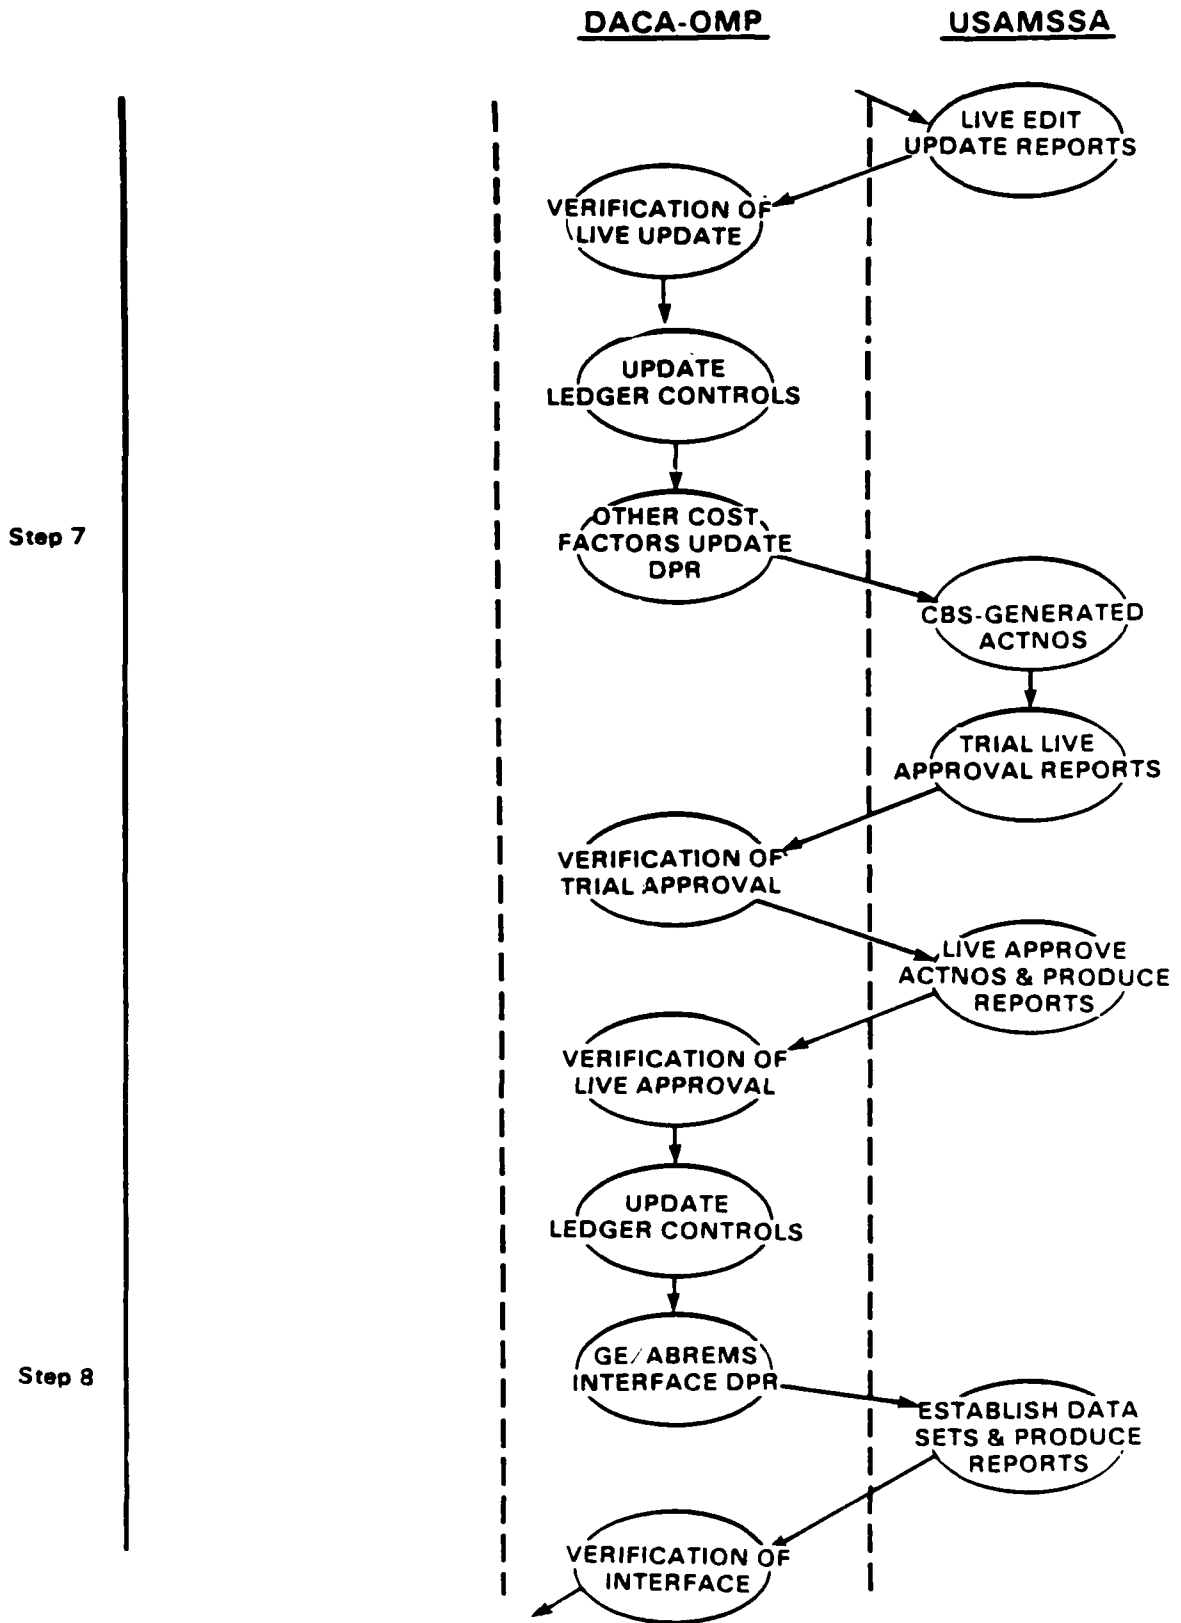 DACA-OMP
USAMSSA
LIVE EDIT
UPDATE REPORTS
VERIFICATION OF
LIVE UPDATE
UPDATE
LEDGER CONTROLS
Step 7
OTHER COST
FACTORS UPDATE
DPR
CBS-GENERATED
ACTNOS
TRIAL LIVE
APPROVAL REPORTS
VERIFICATION OF
TRIAL APPROVAL
LIVE APPROVE
ACTNOS & PRODUCE
REPORTS
VERIFICATION OF
LIVE APPROVAL
UPDATE
LEDGER CONTROLS
Step 8
GE/ABREMS
INTERFACE DPR
ESTABLISH DATA
SETS & PRODUCE
REPORTS
VERIFICATION OF
INTERFACE